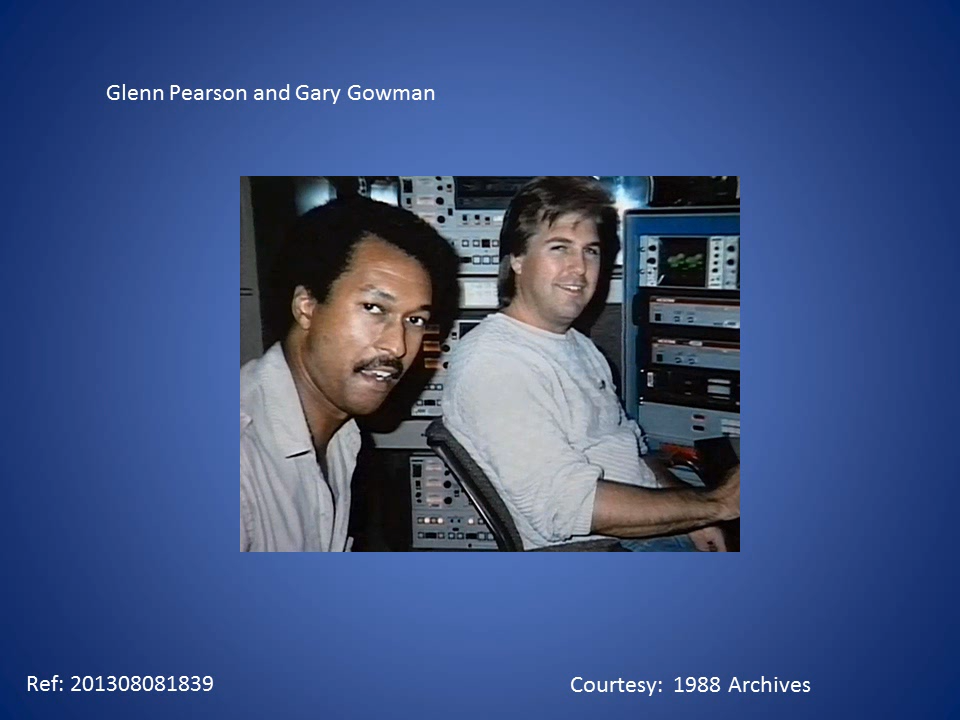 Glenn Pearson and Gary Gowman
Ref: 201308081839
Courtesy:  1988 Archives